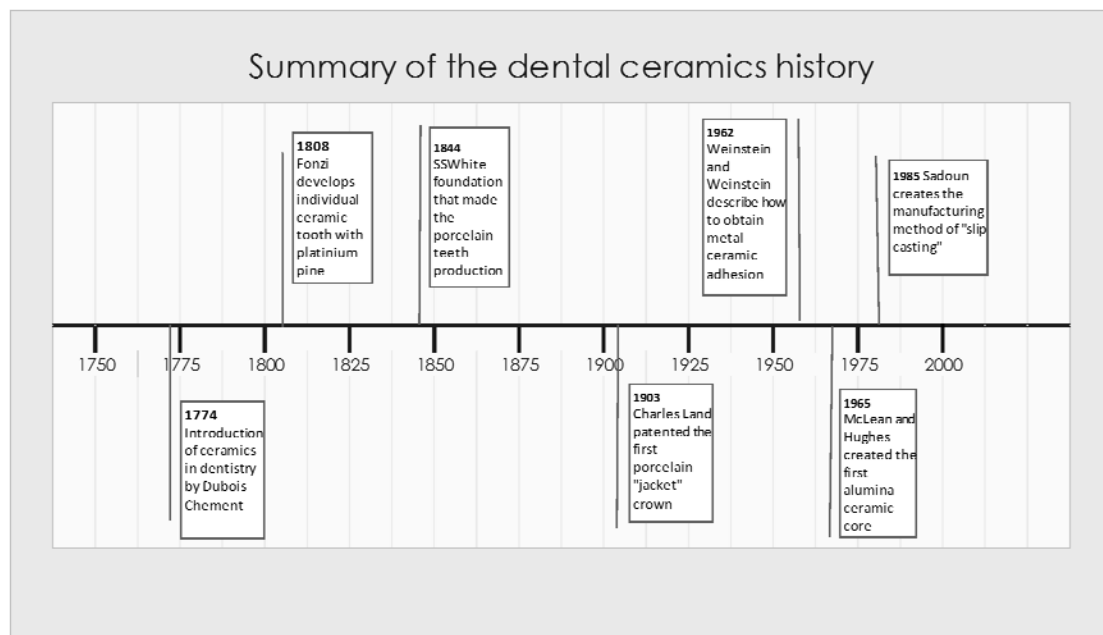 Summary of the dental ceramics history
1808
Fonzi
develops
individual
ceramic
tooth with
platinium
pine
1844
SSWhite
foundation
that made
the
porcelain
teeth
production
1962
Weinstein
and
Weinstein
describe how
to obtain
metal
ceramic
adhesion
1985 Sadoun
creates the
manufacturing
method of "slip
casting"
1750 1775 1800 1825 1850 1875 1900 1925 1950 1975 2000
1774
Introduction
of ceramics
in dentistry
by Dubois
Chement
1903
Charles Land
patented the
first
porcelain
"jacket"
crown
1965
McLean and
Hughes
created the
first
alumina
ceramic
core